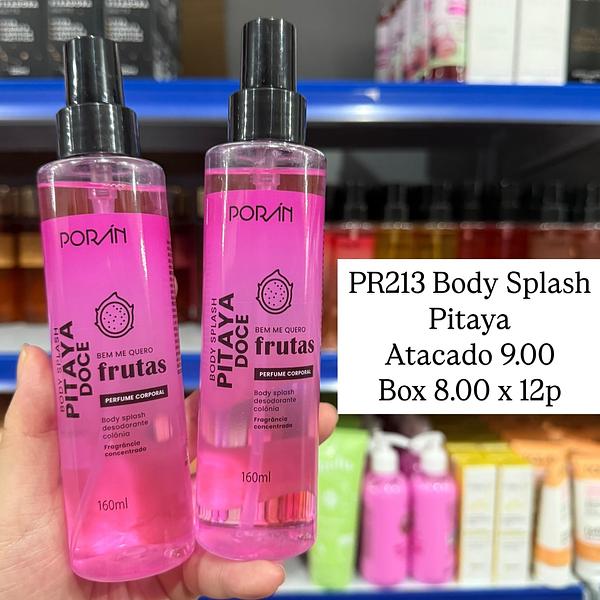 PORÁN
BODY SPLASH
PITAYA
DOCE
BEM ME QUERO
frutas
PERFUME CORPORAL
Body splash
desodorante
colônia
Fragrância
concentrada
160ml
PORÁN
BODY SPLASH
PITAYA
DOCE
BEM ME QUERO
frutas
PERFUME CORPORAL
Body splash
desodorante
colônia
Fragrância
concentrada
160ml
PR213 Body Splash
Pitaya
Atacado 9.00
Box 8.00 x 12p